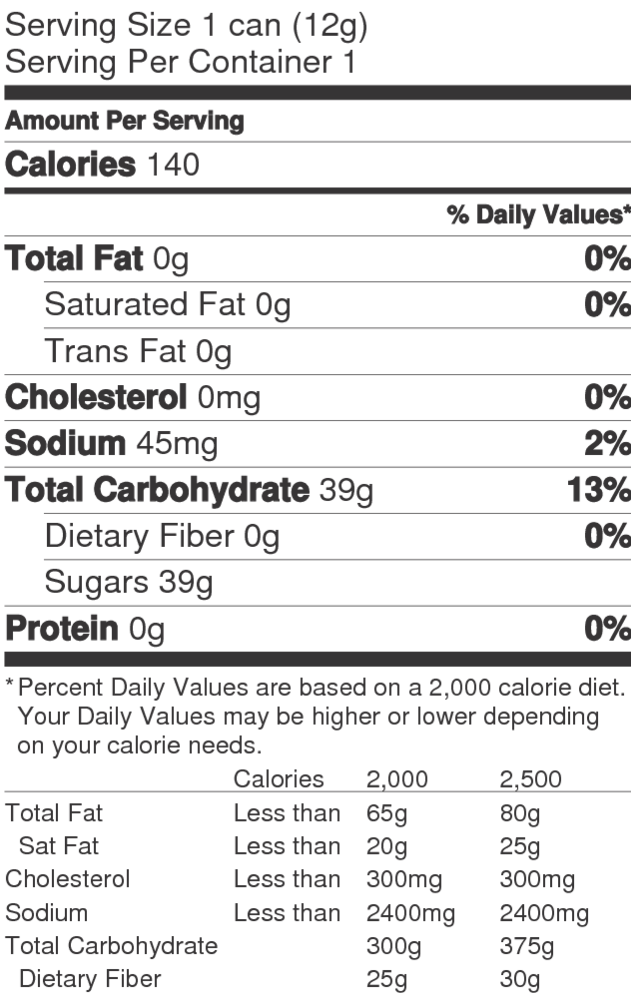 Serving Size 1 can (12g)
Serving Per Container 1
Amount Per Serving
Calories 140
% Daily Values*
Total Fat 0g 0%
Saturated Fat 0g 0%
Trans Fat 0g
Cholesterol 0mg 0%
Sodium 45mg 2%
Total Carbohydrate 39g 13%
Dietary Fiber 0g 0%
Sugars 39g
Protein 0g 0%
*Percent Daily Values are based on a 2,000 calorie diet.
Your Daily Values may be higher or lower depending
on your calorie needs.
Calories 2,000 2,500
Total Fat Less than 65g 80g
Sat Fat Less than 20g 25g
Cholesterol Less than 300mg 300mg
Sodium Less than 2400mg 2400mg
Total Carbohydrate 300g 375g
Dietary Fiber 25g 30g